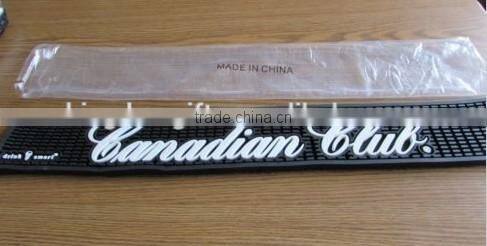 MADE IN CHINA
trade.china.cn
Canadian Club.
drink smart®